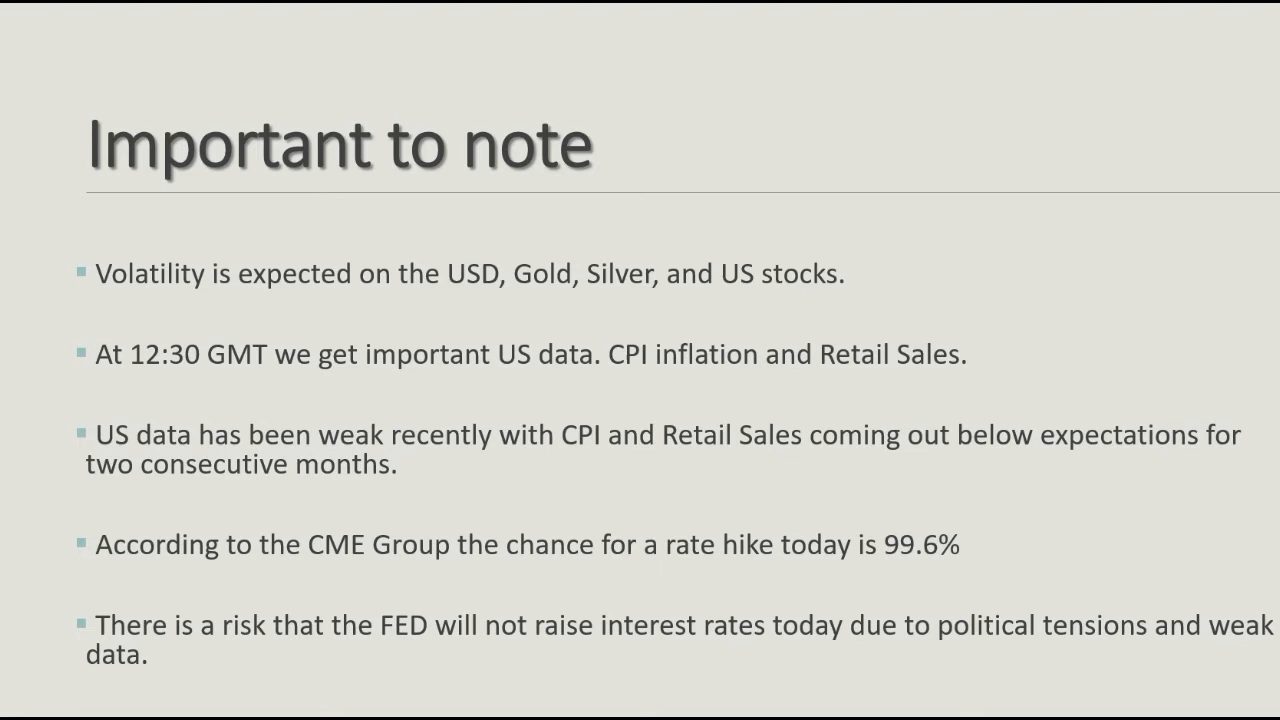 Important to note
Volatility is expected on the USD, Gold, Silver, and US stocks.
At 12:30 GMT we get important US data. CPI inflation and Retail Sales.
US data has been weak recently with CPI and Retail Sales coming out below expectations for
two consecutive months.
According to the CME Group the chance for a rate hike today is 99.6%
There is a risk that the FED will not raise interest rates today due to political tensions and weak
data.